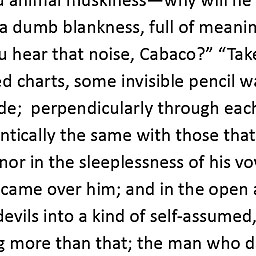 animal muskiness—why will he
a dumb blankness, full of meanin
u hear that noise, Cabaco?” “Take
ed charts, some invisible pencil wa
de;  perpendicularly through each
ntically the same with those that
nor in the sleeplessness of his vo
came over him; and in the open a
devils into a kind of self-assumed,
g more than that; the man who d